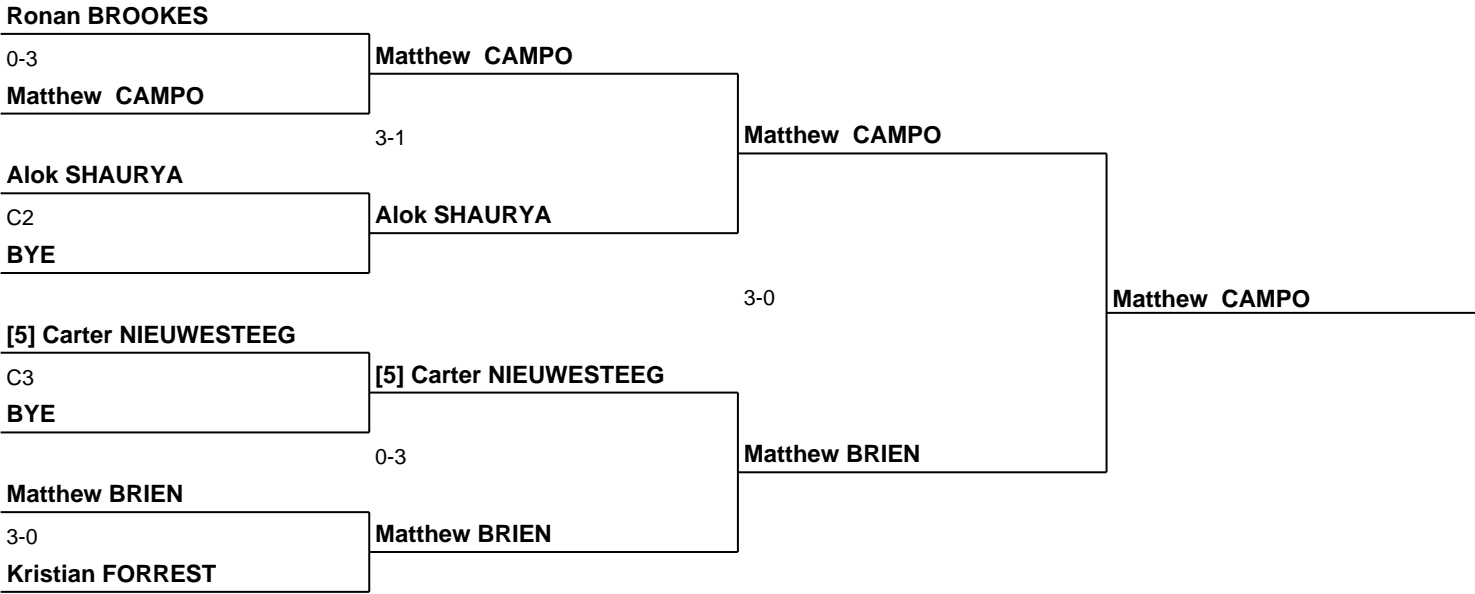 Ronan BROOKES
0-3
Matthew  CAMPO
Matthew  CAMPO
3-1
Matthew  CAMPO
Alok SHAURYA
C2
Alok SHAURYA
BYE
3-0
Matthew  CAMPO
[5] Carter NIEUWESTEEG
C3
[5] Carter NIEUWESTEEG
BYE
0-3
Matthew BRIEN
Matthew BRIEN
3-0
Matthew BRIEN
Kristian FORREST